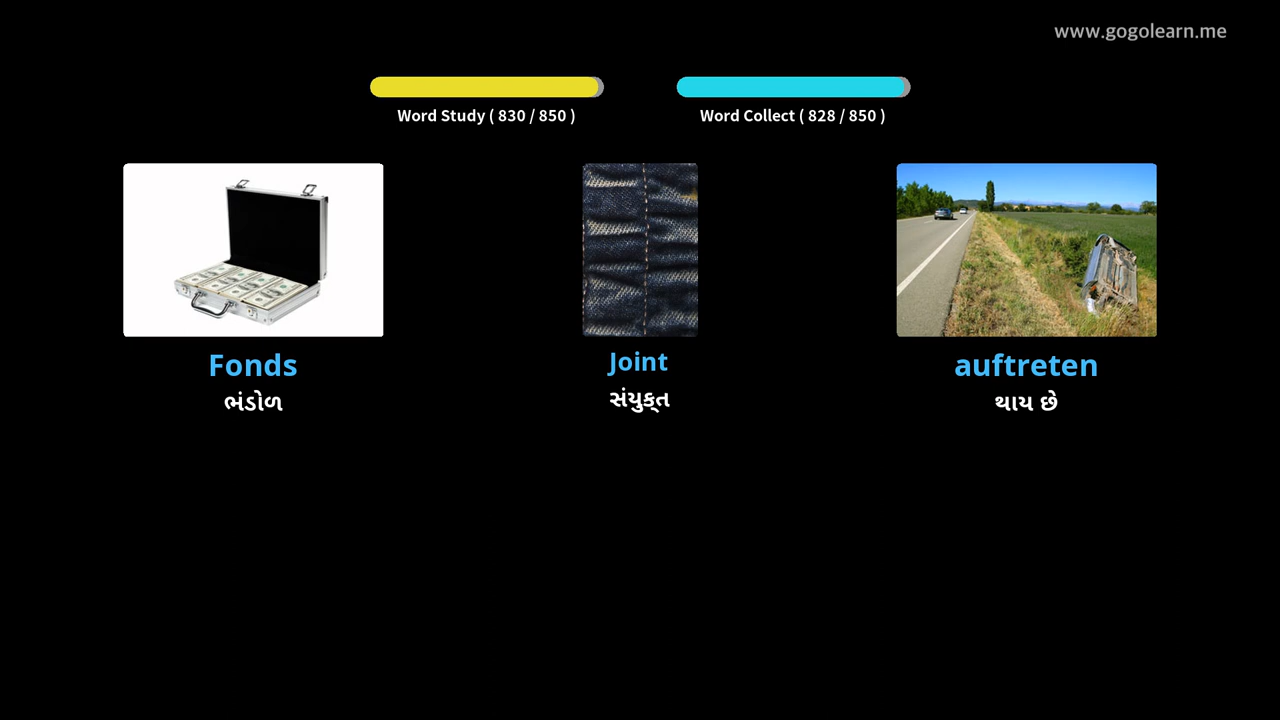 www.gogolearn.me
Word Study ( 830 / 850 )
Word Collect ( 828 / 850 )
Fonds
ભંડોળ
Joint
સંયુક્ત
auftreten
થાય છે